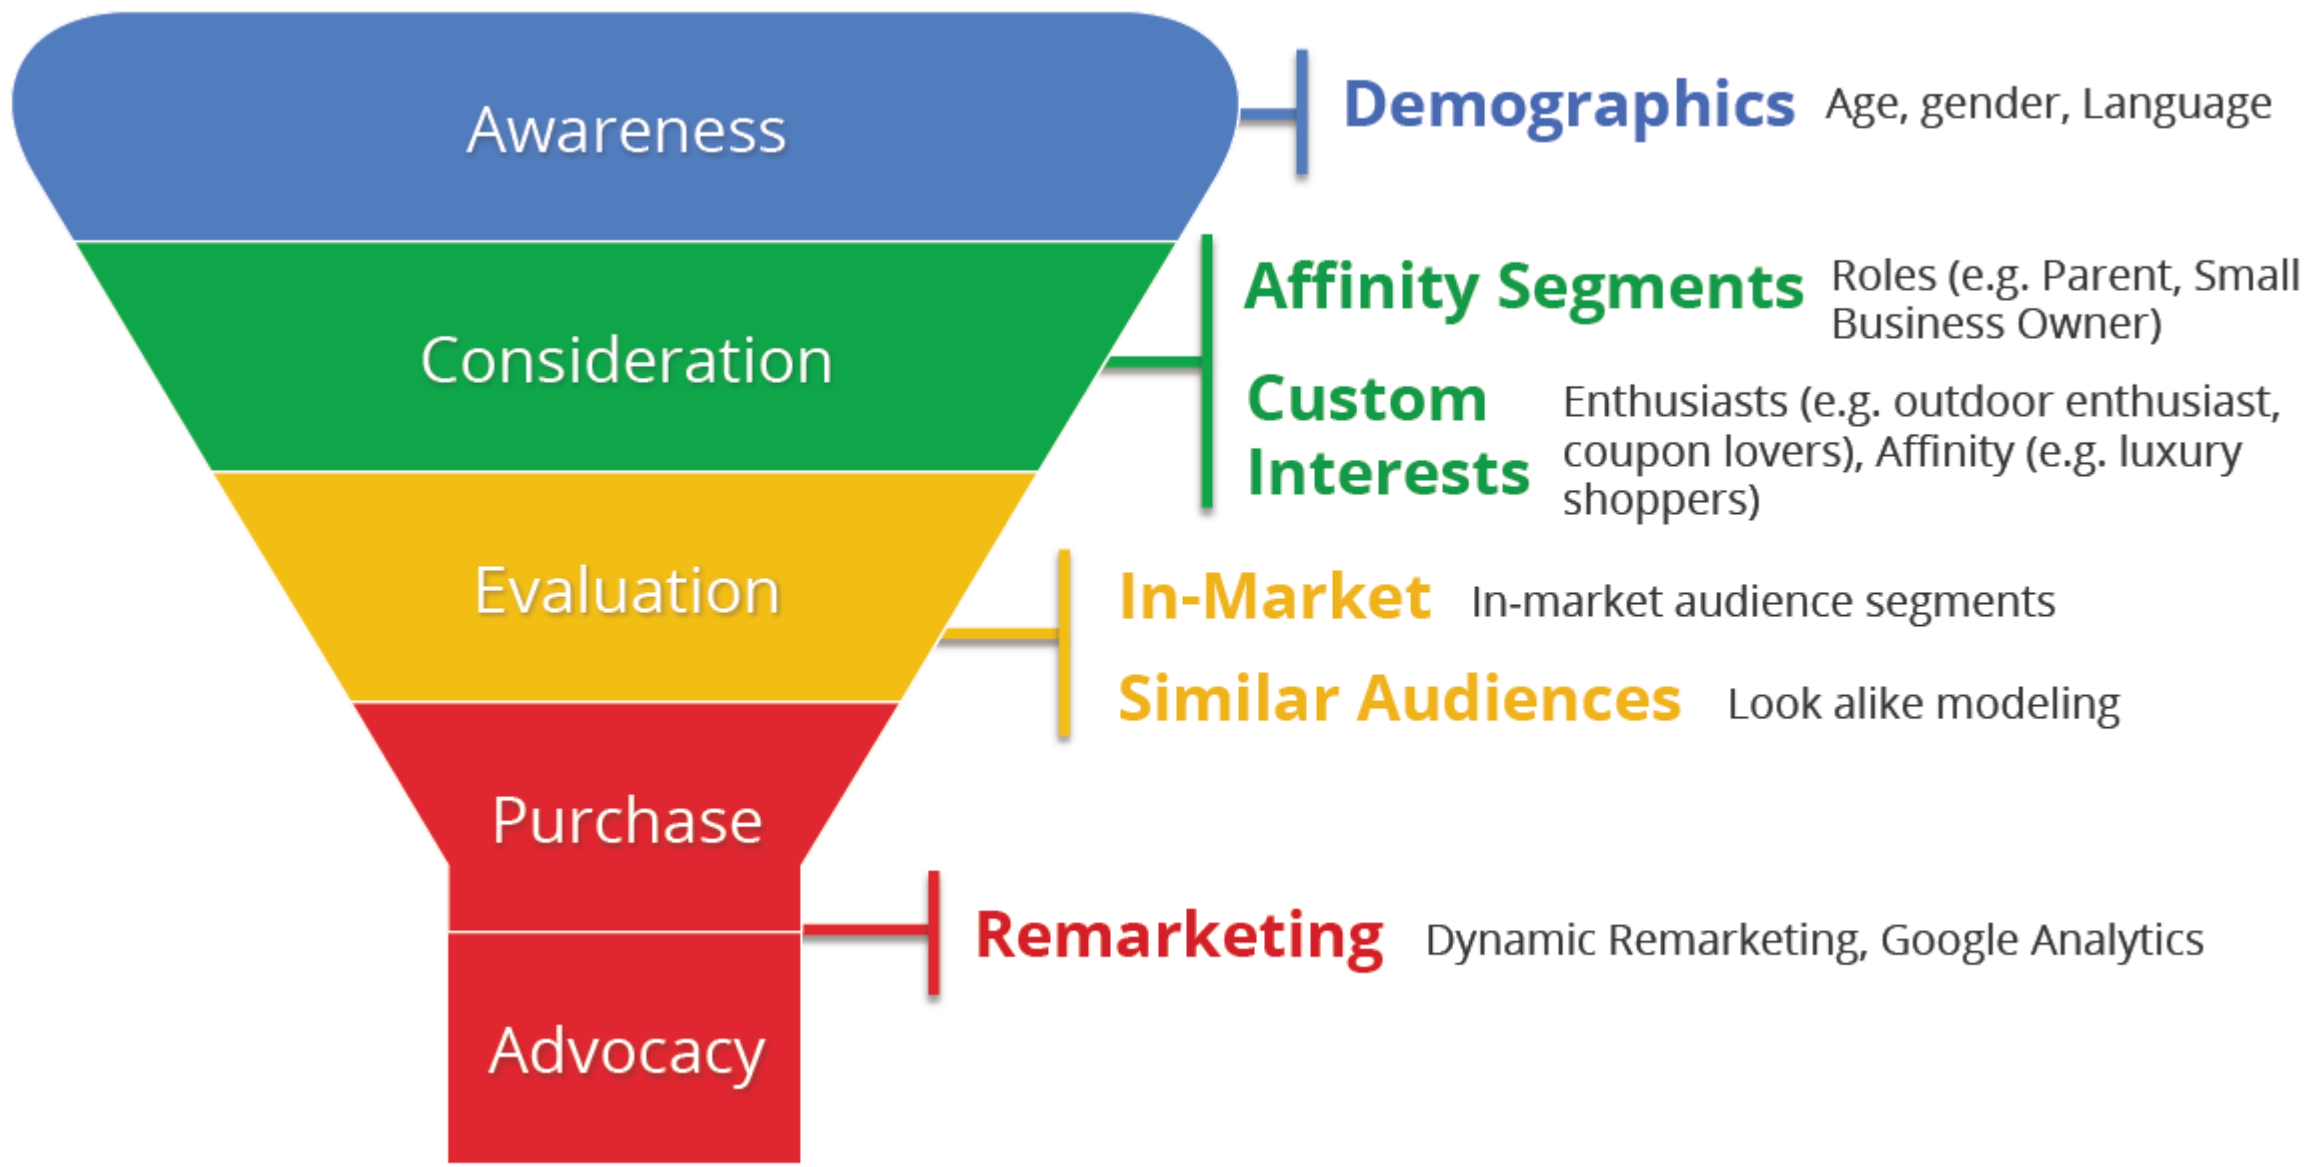 Awareness
Demographics Age, gender, Language
Consideration
Affinity Segments Roles (e.g. Parent, Small
Business Owner)
Custom
Interests
Enthusiasts (e.g. outdoor enthusiast,
coupon lovers), Affinity (e.g. luxury
shoppers)
Evaluation
In-Market In-market audience segments
Similar Audiences Look alike modeling
Purchase
Remarketing Dynamic Remarketing, Google Analytics
Advocacy